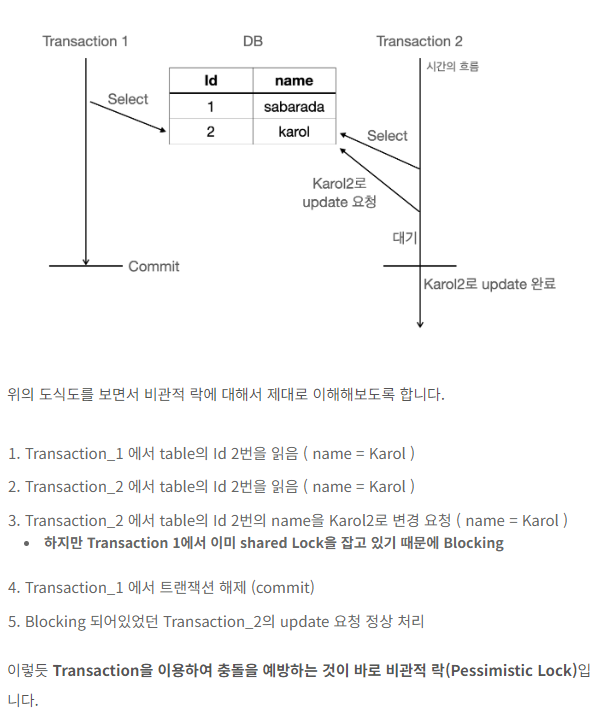 Transaction 1
DB
Transaction 2
시간의 흐름
Id name
1 sabarada
2 karol
Select
Select
Karol2로
update 요청
대기
Commit
Karol2로 update 완료
위의 도식도를 보면서 비관적 락에 대해서 제대로 이해해보도록 합니다.
1. Transaction_1 에서 table의 Id 2번을 읽음 ( name = Karol )
2. Transaction_2 에서 table의 Id 2번을 읽음 ( name = Karol )
3. Transaction_2 에서 table의 Id 2번의 name을 Karol2로 변경 요청 ( name = Karol )
• 하지만 Transaction 1에서 이미 shared Lock을 잡고 있기 때문에 Blocking
4. Transaction_1 에서 트랜잭션 해제 (commit)
5. Blocking 되어있었던 Transaction_2의 update 요청 정상 처리
이렇듯 Transaction을 이용하여 충돌을 예방하는 것이 바로 비관적 락(Pessimistic Lock)입
니다.